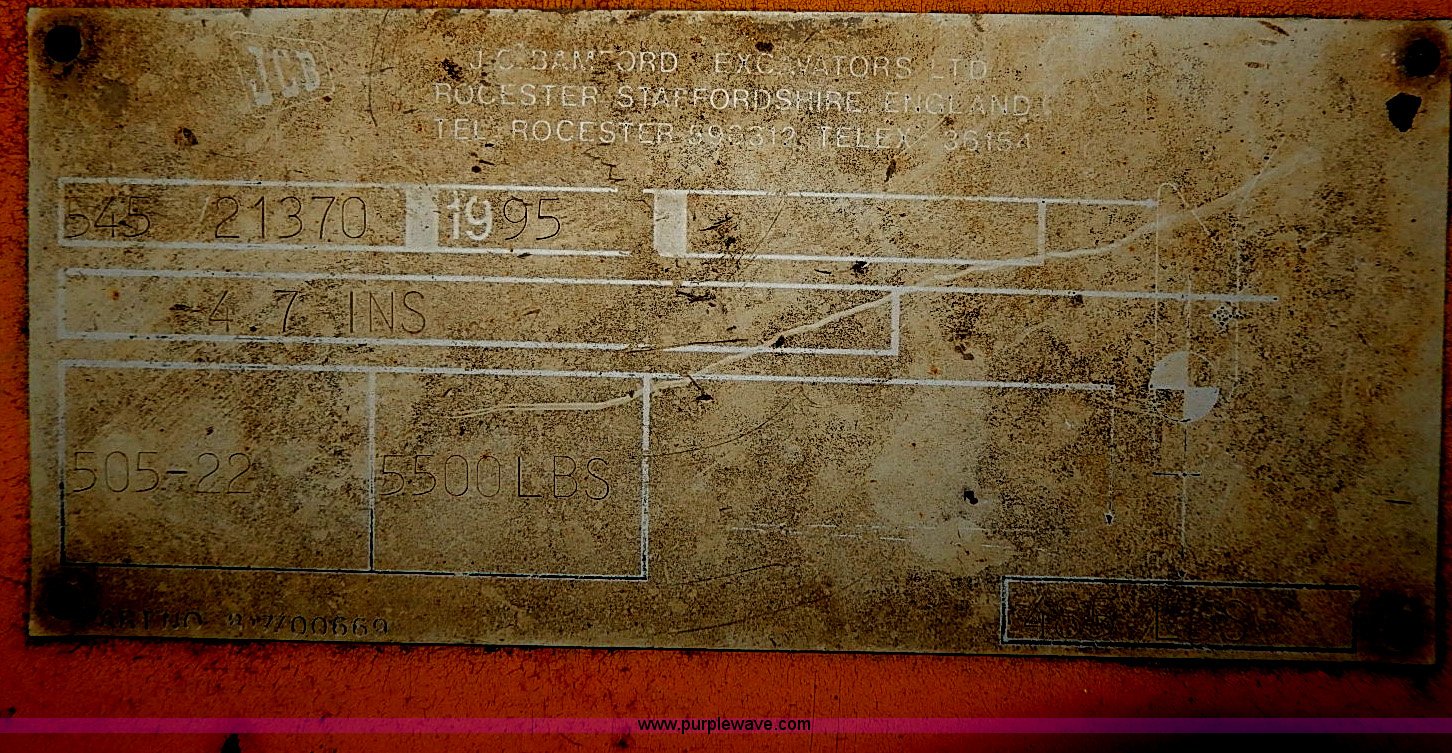 JCB
J.C. BAMFORD EXCAVATORS LTD
ROCESTER STAFFORDSHIRE ENGLAND
TEL. ROCESTER 590312 TELEX 36154
545 21370 1995
4 7 INS
505-22 5500LBS
LBS
www.purplewave.com